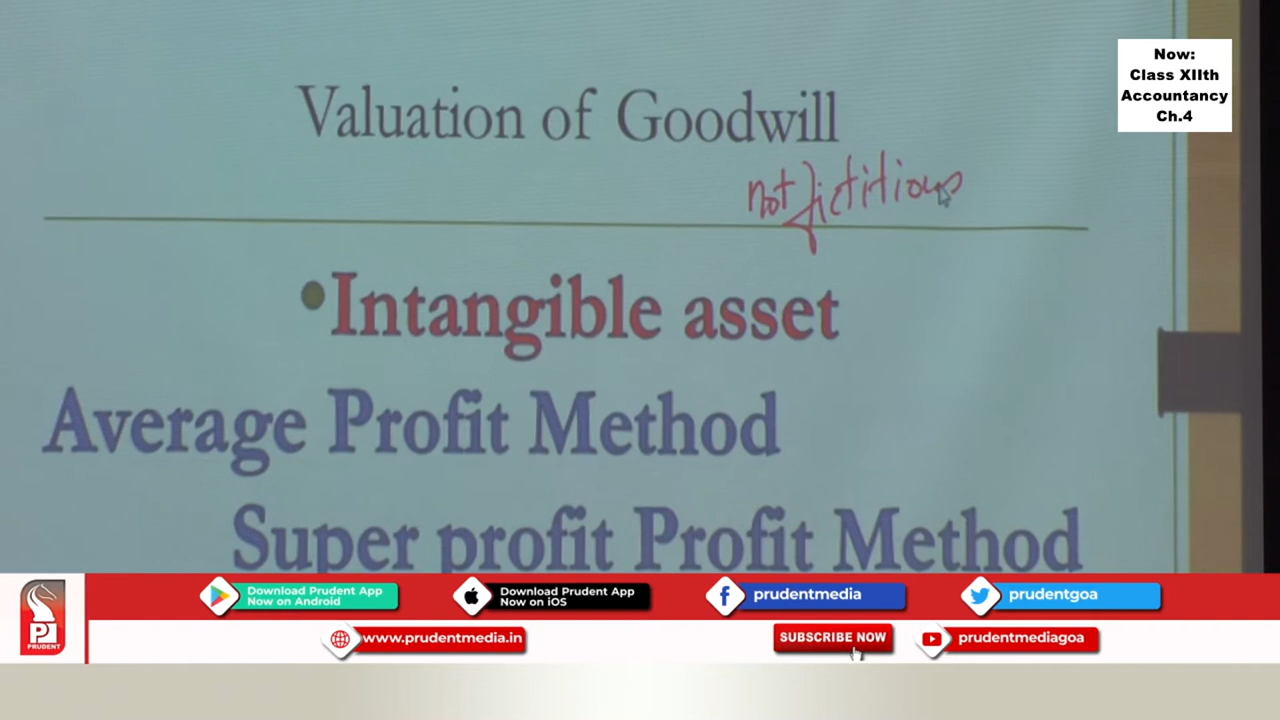 Now:
Class XIIth
Accountancy
Ch.4
Valuation of Goodwill
not fictitious
•Intangible asset
Average Profit Method
Super profit Profit Method
Download Prudent App
Now on Android
Download Prudent App
Now on iOS
prudentmedia
prudentgoa
PRUDENT
www.prudentmedia.in
SUBSCRIBE NOW
prudentmediagoa